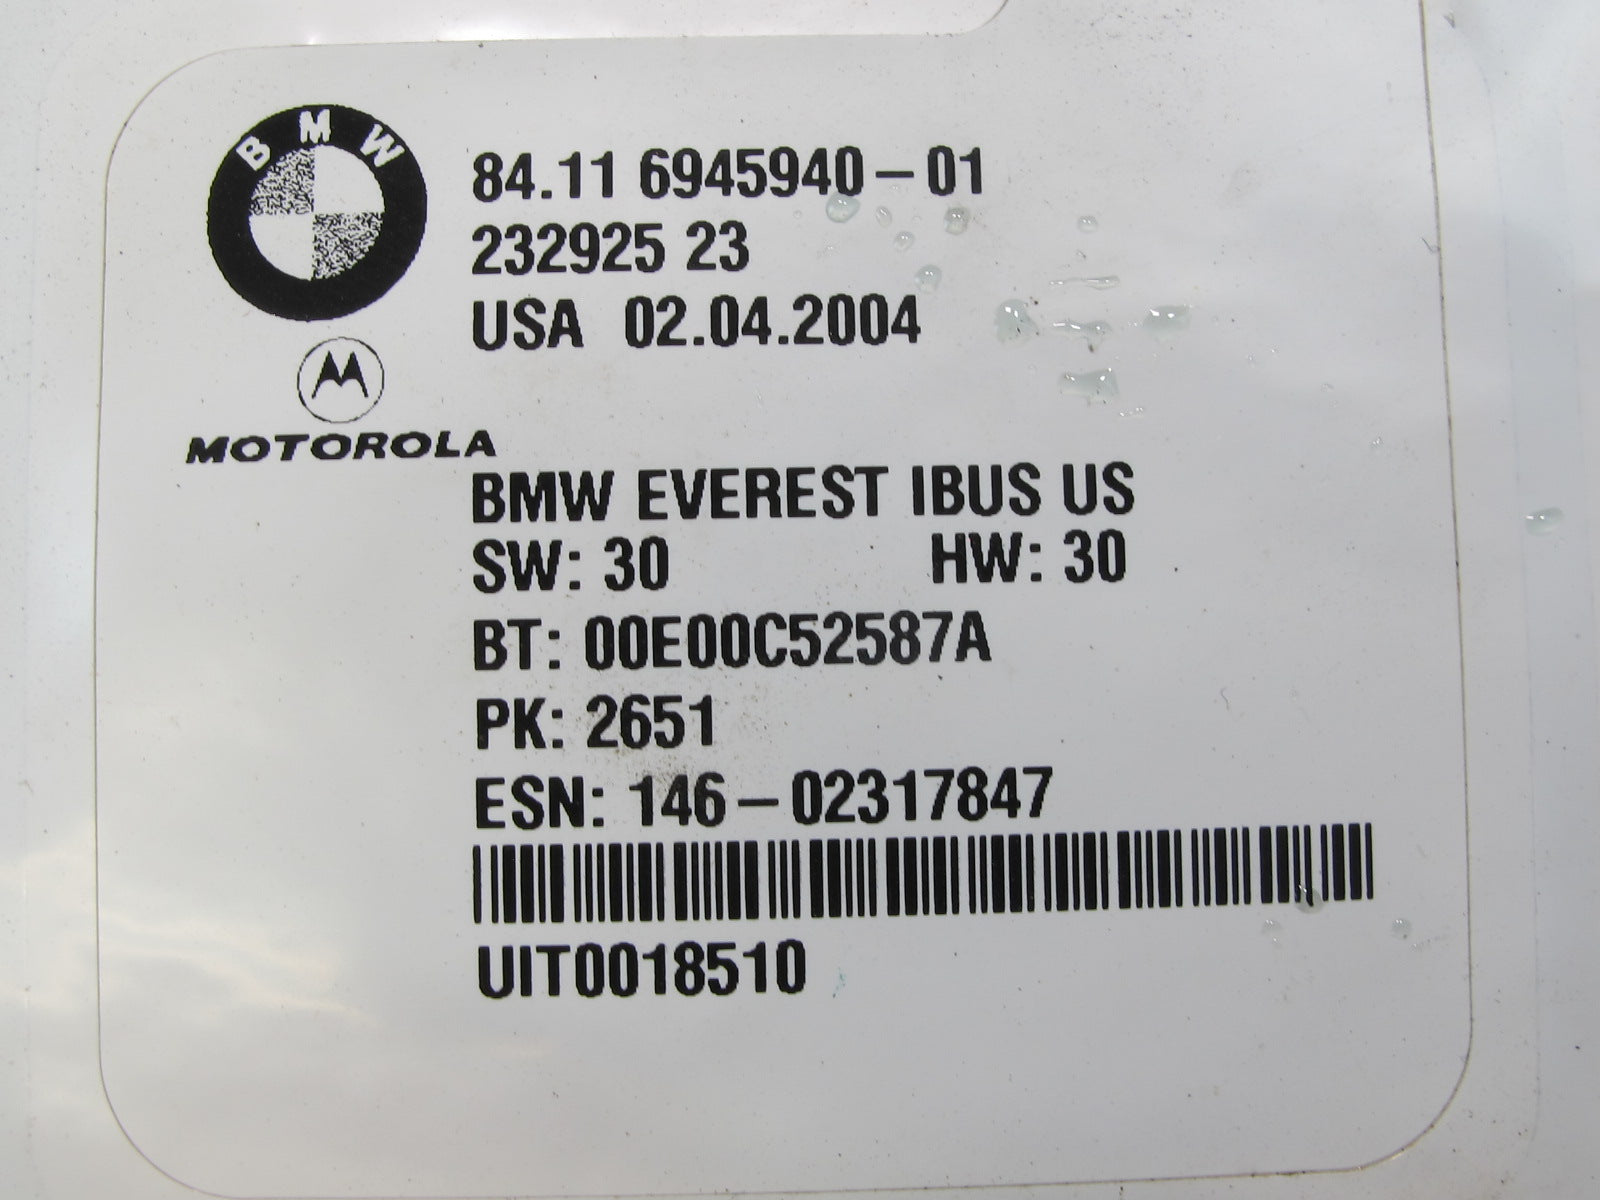 BMW
84.11 6945940-01
232925 23
USA 02.04.2004
MOTOROLA
BMW EVEREST IBUS US
SW: 30 HW: 30
BT: 00E00C52587A
PK: 2651
ESN: 146-02317847
UIT0018510